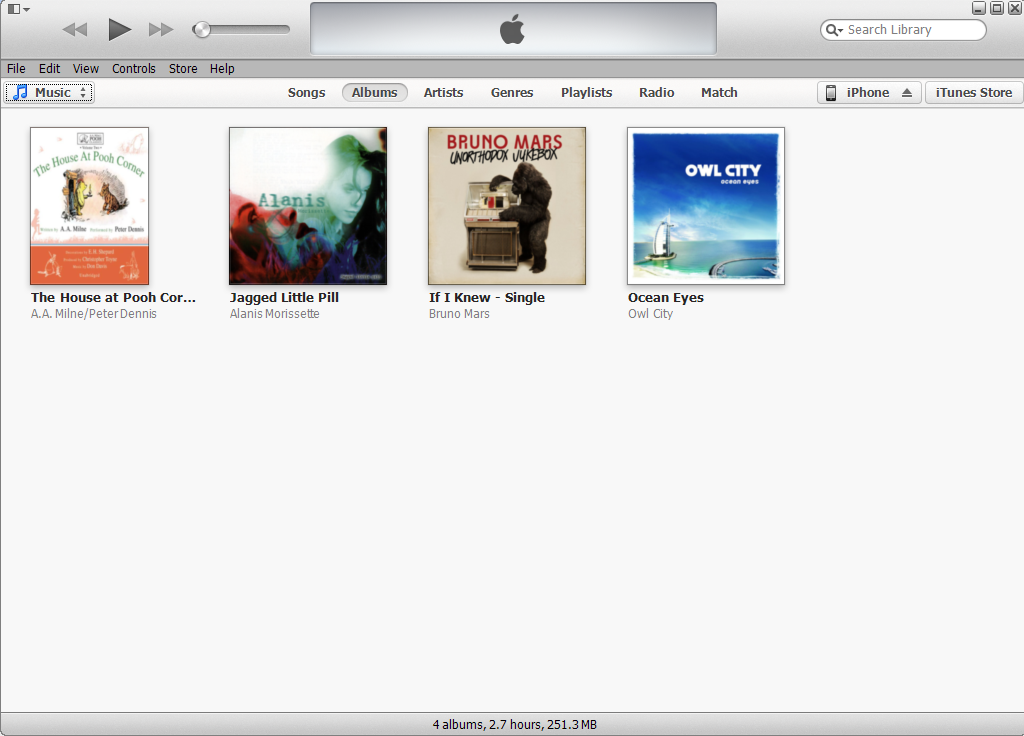 Search Library
File Edit View Controls Store Help
Music Songs Albums Artists Genres Playlists Radio Match iPhone iTunes Store
The House At Pooh Corner
Written by A.A. Milne Performed by Peter Dennis
Alanis
BRUNO MARS
UNORTHODOX JUKEBOX
OWL CITY
ocean eyes
The House at Pooh Cor...
A.A. Milne/Peter Dennis
Jagged Little Pill
Alanis Morissette
If I Knew - Single
Bruno Mars
Ocean Eyes
Owl City
4 albums, 2.7 hours, 251.3 MB